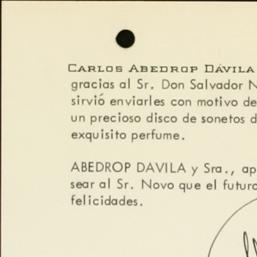 CARLOS ABEDROP DÁVILA
gracias al Sr. Don Salvador N
sirvió enviarles con motivo de
un precioso disco de sonetos d
exquisito perfume.
ABEDROP DAVILA y Sra., ap
sear al Sr. Novo que el futuro
felicidades.